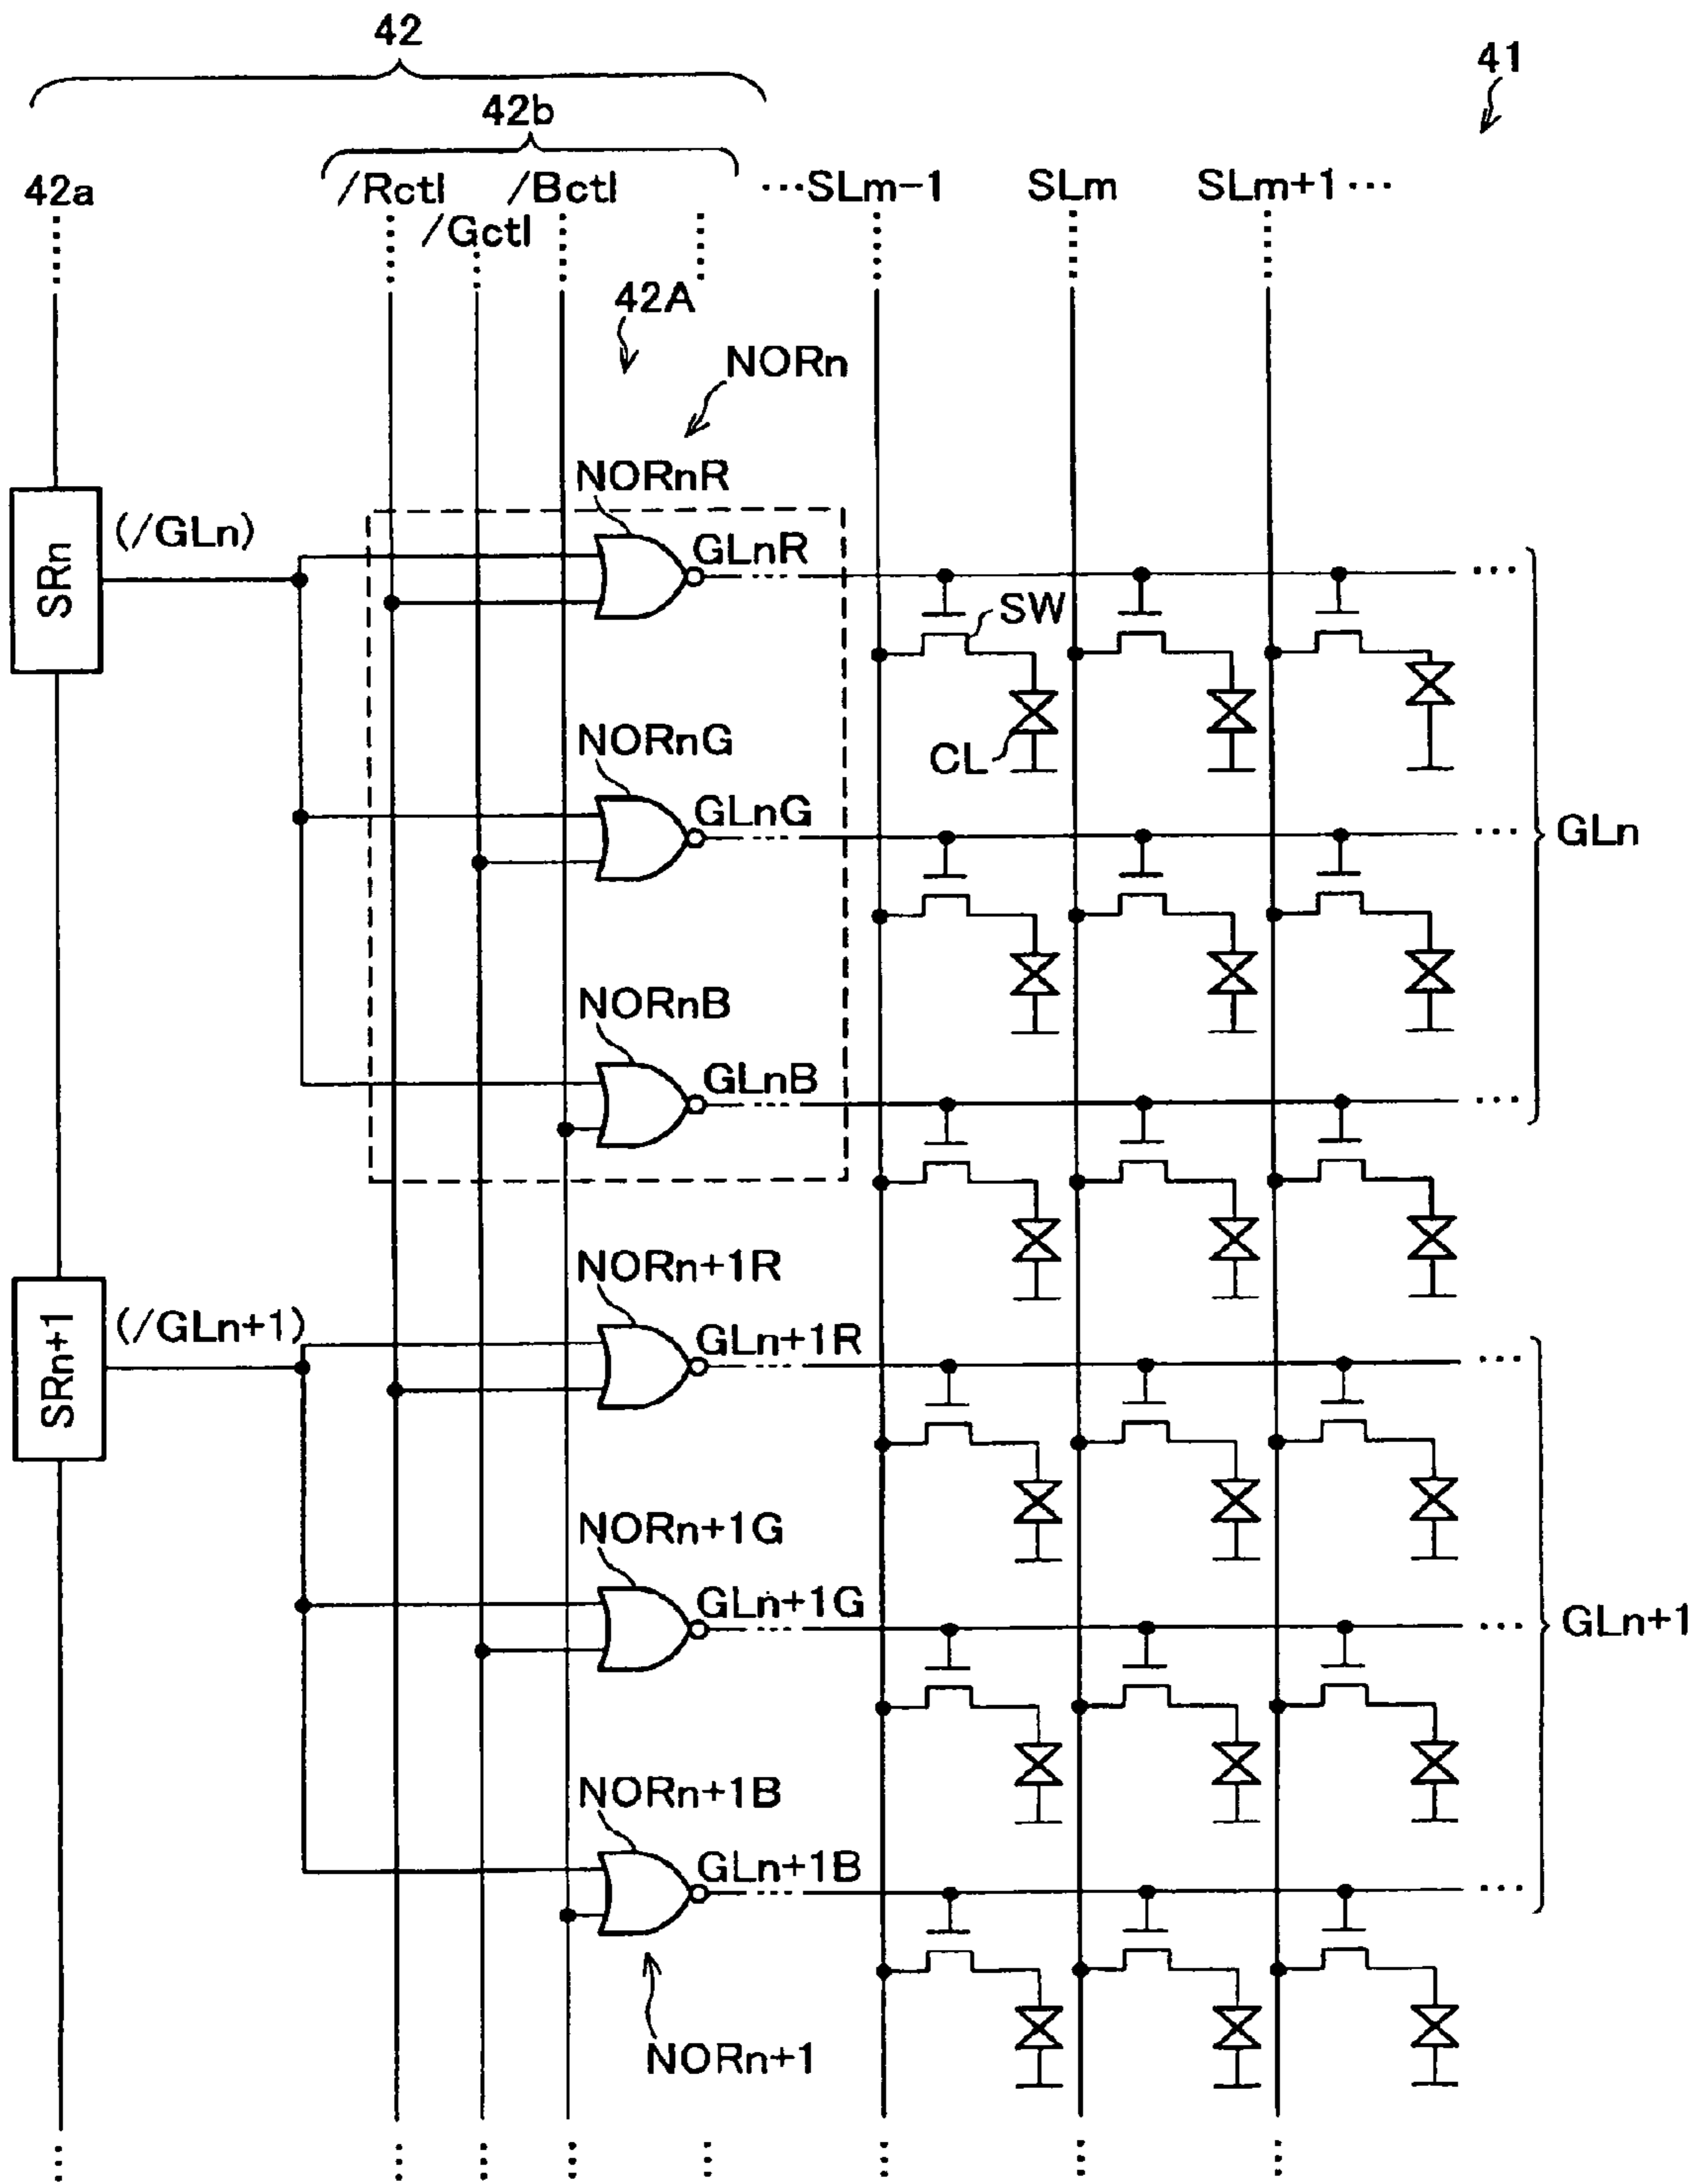 42
41
42b
42a
/Rctl
/Bctl
···SLm-1
SLm
SLm+1···
/Gctl
42A
NORn
NORnR
SRn
(/GLn)
GLnR
SW
CL
NORnG
GLnG
GLn
NORnB
GLnB
NORn+1R
SRn+1
(/GLn+1)
GLn+1R
NORn+1G
GLn+1G
GLn+1
NORn+1B
GLn+1B
NORn+1